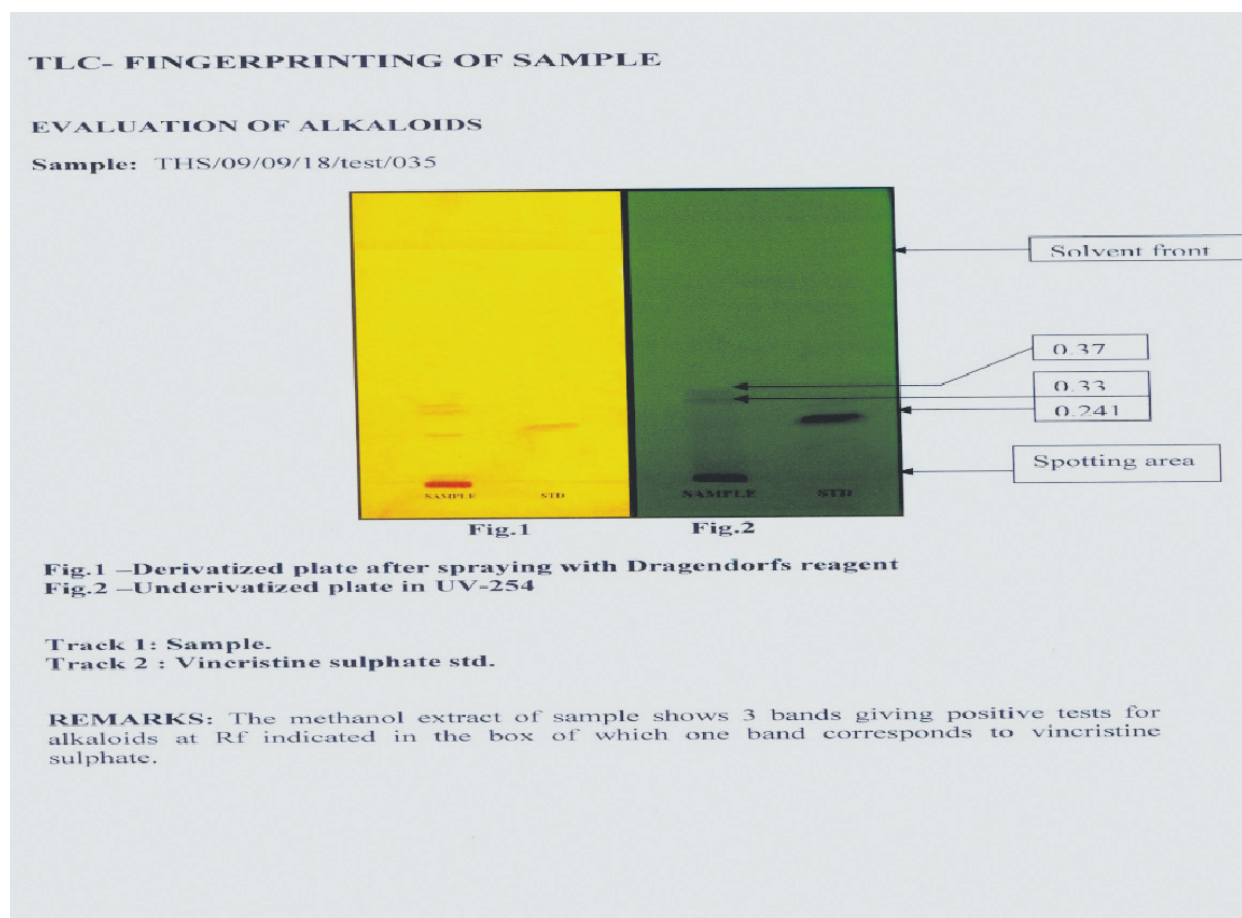 TLC- FINGERPRINTING OF SAMPLE
EVALUATION OF ALKALOIDS
Sample: THS/09/09/18/test/035
Solvent front
0.37
0.33
0.241
Spotting area
SAMPLE STD
SAMPLE STD
Fig.1 Fig.2
Fig.1 –Derivatized plate after spraying with Dragendorfs reagent
Fig.2 –Underivatized plate in UV-254
Track 1: Sample.
Track 2 : Vincristine sulphate std.
REMARKS: The methanol extract of sample shows 3 bands giving positive tests for
alkaloids at Rf indicated in the box of which one band corresponds to vincristine
sulphate.